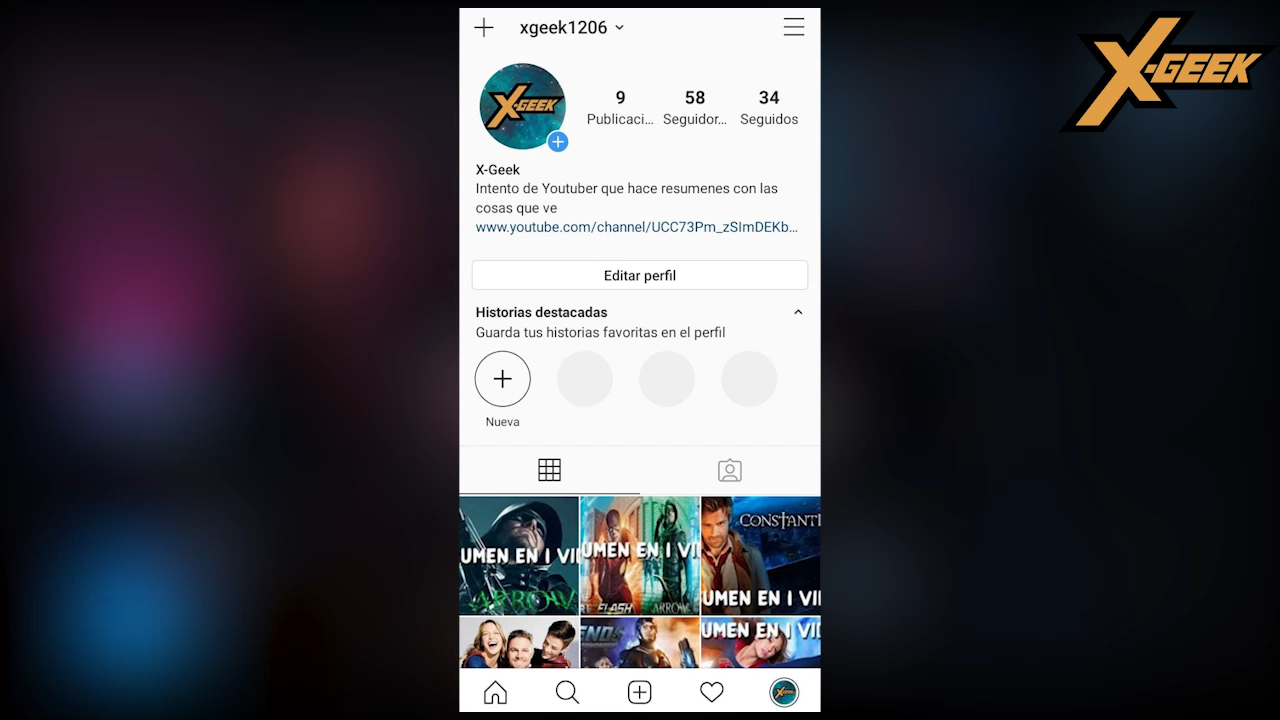 xgeek1206
X-GEEK
X-GEEK
9
58
34
Publicaci...
Seguidor...
Seguidos
X-Geek
Intento de Youtuber que hace resumenes con las
cosas que ve
www.youtube.com/channel/UCC73Pm_zSImDEKb...
Editar perfil
Historias destacadas
Guarda tus historias favoritas en el perfil
Nueva
UMEN EN 1 VI
ARROW
UMEN EN 1 VI
FLASH
ARROW
CONSTANTI
UMEN EN 1 VI
ENDS
UMEN EN 1 VI